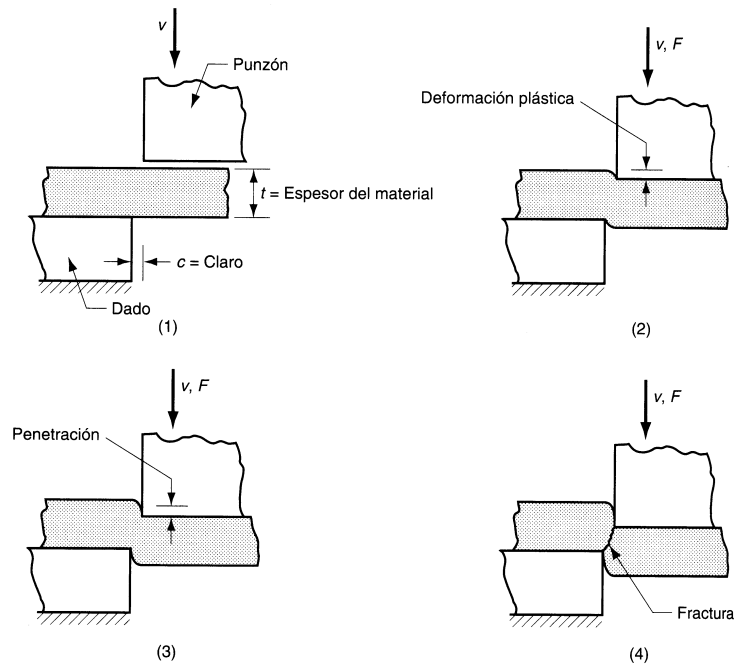 v
Punzón
t = Espesor del material
c = Claro
Dado
(1)
v, F
Deformación plástica
(2)
v, F
Penetración
(3)
v, F
Fractura
(4)